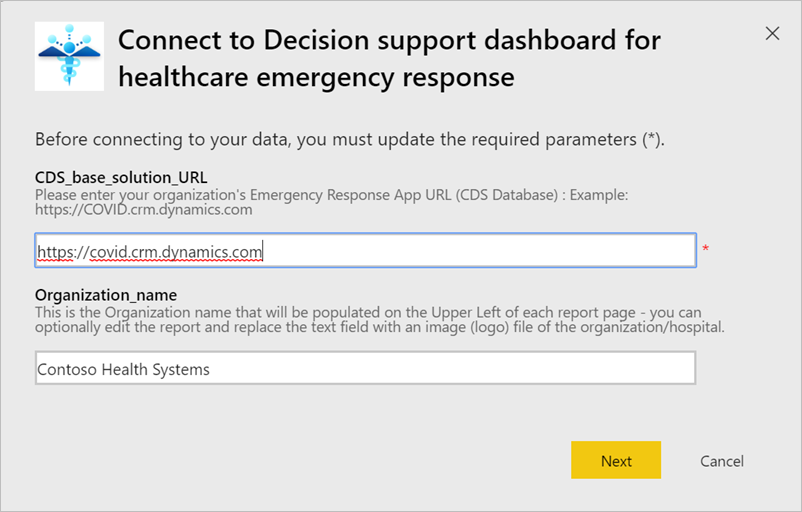 Connect to Decision support dashboard for
healthcare emergency response
Before connecting to your data, you must update the required parameters (*).
CDS_base_solution_URL
Please enter your organization's Emergency Response App URL (CDS Database) : Example:
https://COVID.crm.dynamics.com
https://covid.crm.dynamics.com *
Organization_name
This is the Organization name that will be populated on the Upper Left of each report page - you can
optionally edit the report and replace the text field with an image (logo) file of the organization/hospital.
Contoso Health Systems
Next Cancel